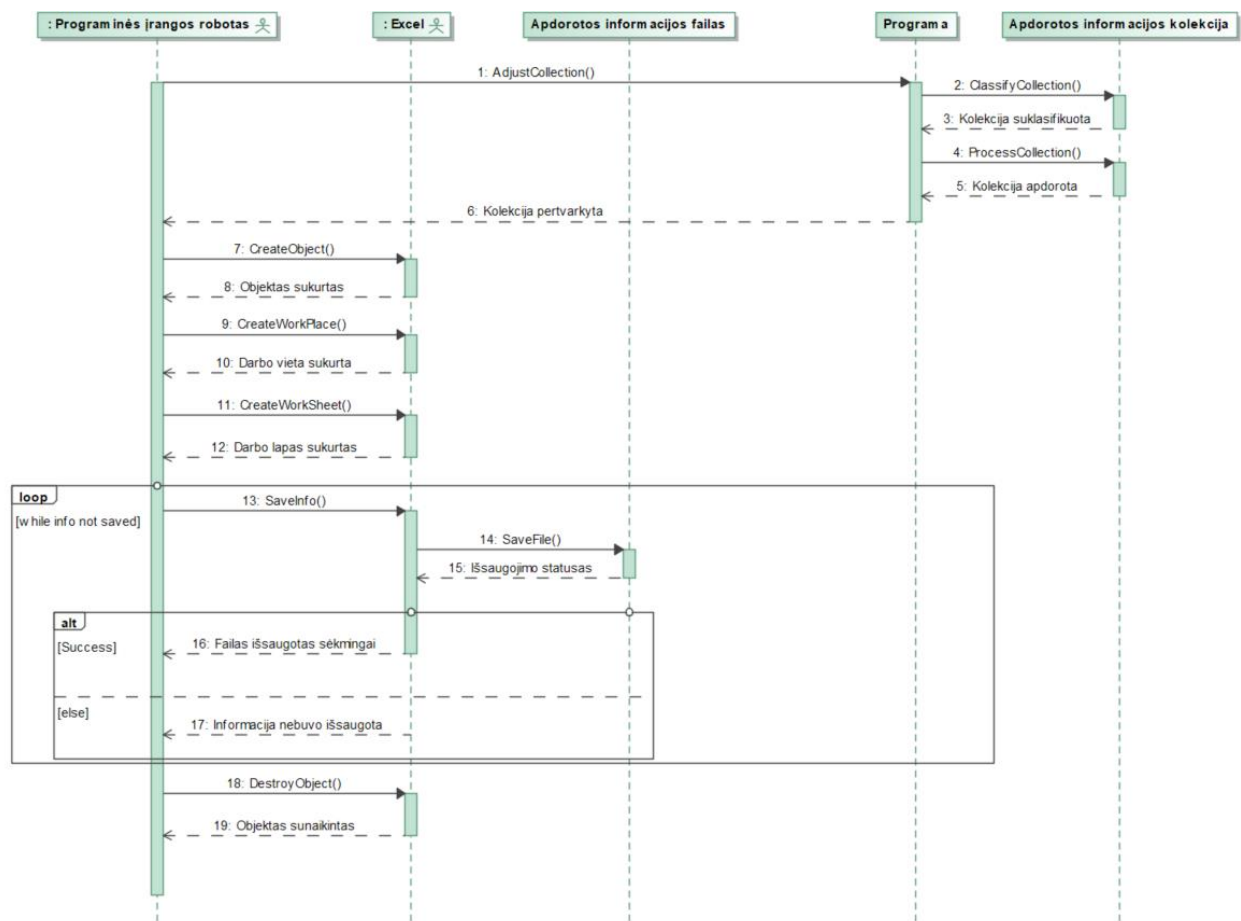 : Programinės įrangos robotas
: Excel
Apdorotos informacijos failas
Programa
Apdorotos informacijos kolekcija
1: AdjustCollection()
2: ClassifyCollection()
3: Kolekcija suklasifikuota
4: ProcessCollection()
5: Kolekcija apdorota
6: Kolekcija pertvarkyta
7: CreateObject()
8: Objektas sukurtas
9: CreateWorkPlace()
10: Darbo vieta sukurta
11: CreateWorkSheet()
12: Darbo lapas sukurtas
loop
[while info not saved]
13: SaveInfo()
14: SaveFile()
15: Išsaugojimo statusas
alt
[Success]
16: Failas išsaugotas sėkmingai
[else]
17: Informacija nebuvo išsaugota
18: DestroyObject()
19: Objektas sunaikintas